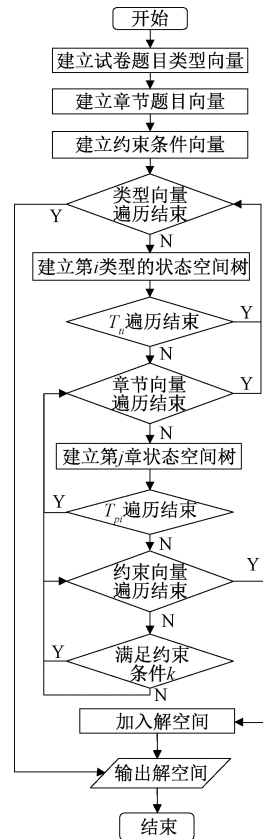 开始
建立试卷题目类型向量
建立章节题目向量
建立约束条件向量
类型向量
遍历结束
Y
N
建立第i类型的状态空间树
Tti遍历结束
Y
N
章节向量
遍历结束
Y
N
建立第j章状态空间树
Y
Tpi遍历结束
N
约束向量
遍历结束
Y
N
Y
满足约束
条件k
N
加入解空间
输出解空间
结束